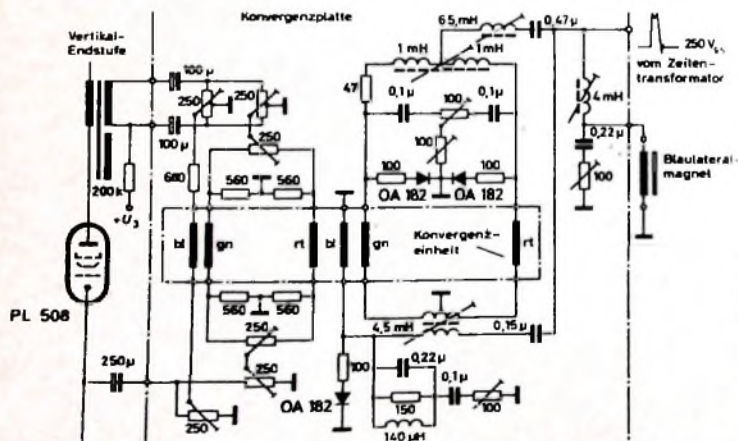 Konvergenzplatte
Vertikal-
Endstufe
100 µ
250
250
100 µ
250
200 k
+U3
680
560
560
bl
gn
rt
bl
gn
rt
PL 508
560
560
250
250
250
250 µ
65, mH
0,47 µ
1 mH
1 mH
47
0,1 µ
0,1 µ
100
100
100
100
OA 182
OA 182
Konvergenz-
einheit
4,5 mH
0,15 µ
100
0,22 µ
OA 182
150
0,1 µ
100
140 µH
4 mH
0,22 µ
100
250 V
vom Zeilen-
transformator
Blaulateral-
magnet